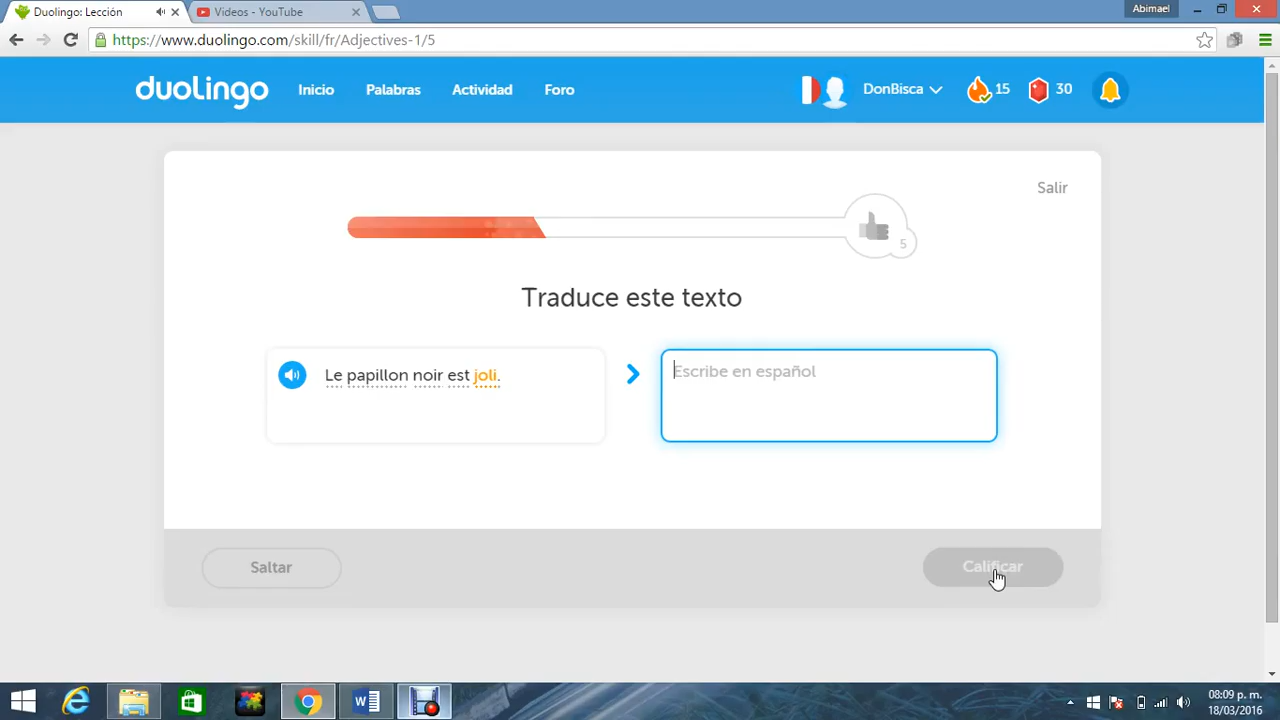 Duolingo: Lección
Videos - YouTube
Abimael
https://www.duolingo.com/skill/fr/Adjectives-1/5
duolingo
Inicio
Palabras
Actividad
Foro
DonBisca
15
30
Salir
5
Traduce este texto
Le papillon noir est joli.
Escribe en español
Saltar
Calificar
08:09 p. m.
18/03/2016